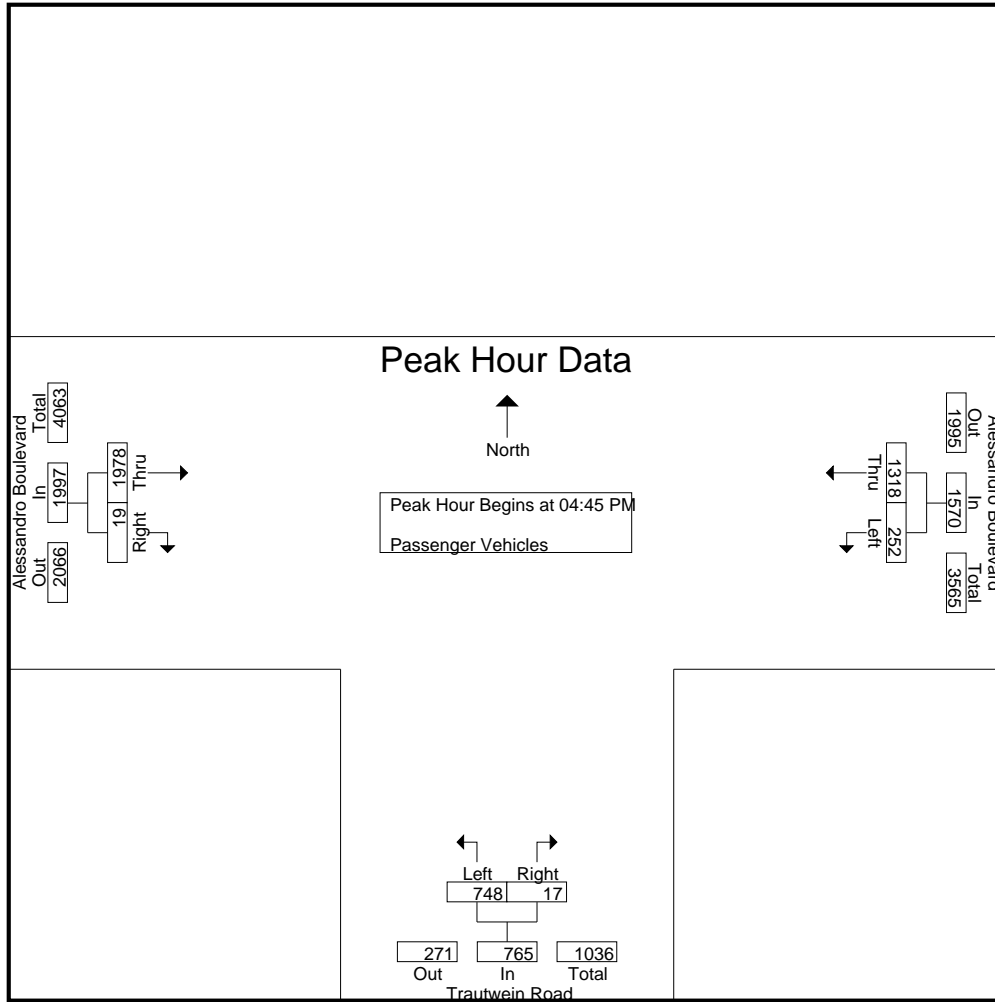 Peak Hour Data
North
Peak Hour Begins at 04:45 PM
Passenger Vehicles
Alessandro Boulevard
Total In Out
4063 1997 2066
1978 19
Thru Right
Alessandro Boulevard
Out In Total
1995 1570 3565
Thru Left
1318 252
Left Right
748 17
271 765 1036
Out In Total
Trautwein Road